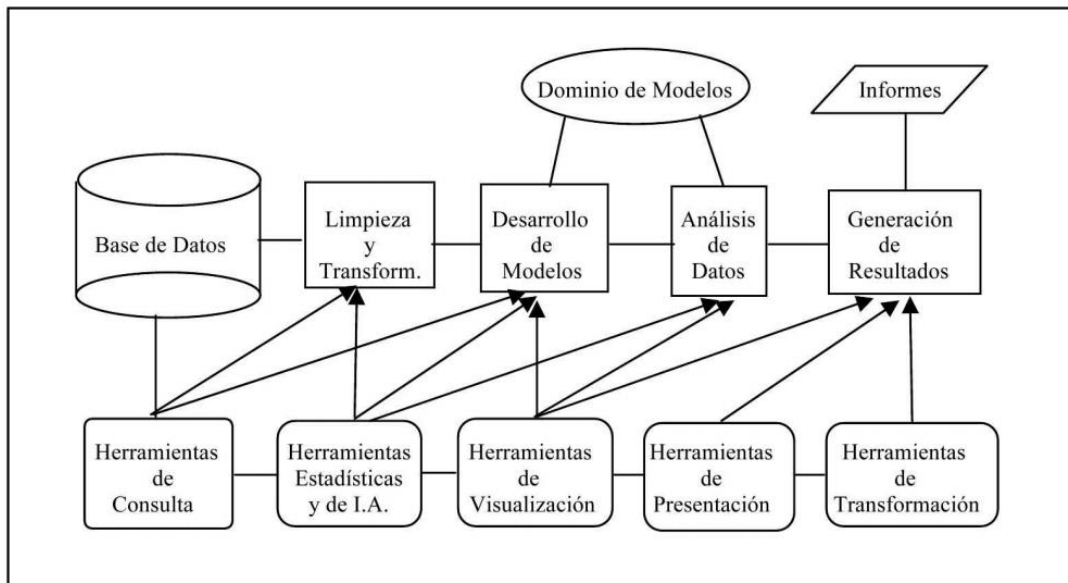 Dominio de Modelos
Informes
Base de Datos
Limpieza
y
Transform.
Desarrollo
de
Modelos
Análisis
de
Datos
Generación
de
Resultados
Herramientas
de
Consulta
Herramientas
Estadísticas
y de I.A.
Herramientas
de
Visualización
Herramientas
de
Presentación
Herramientas
de
Transformación